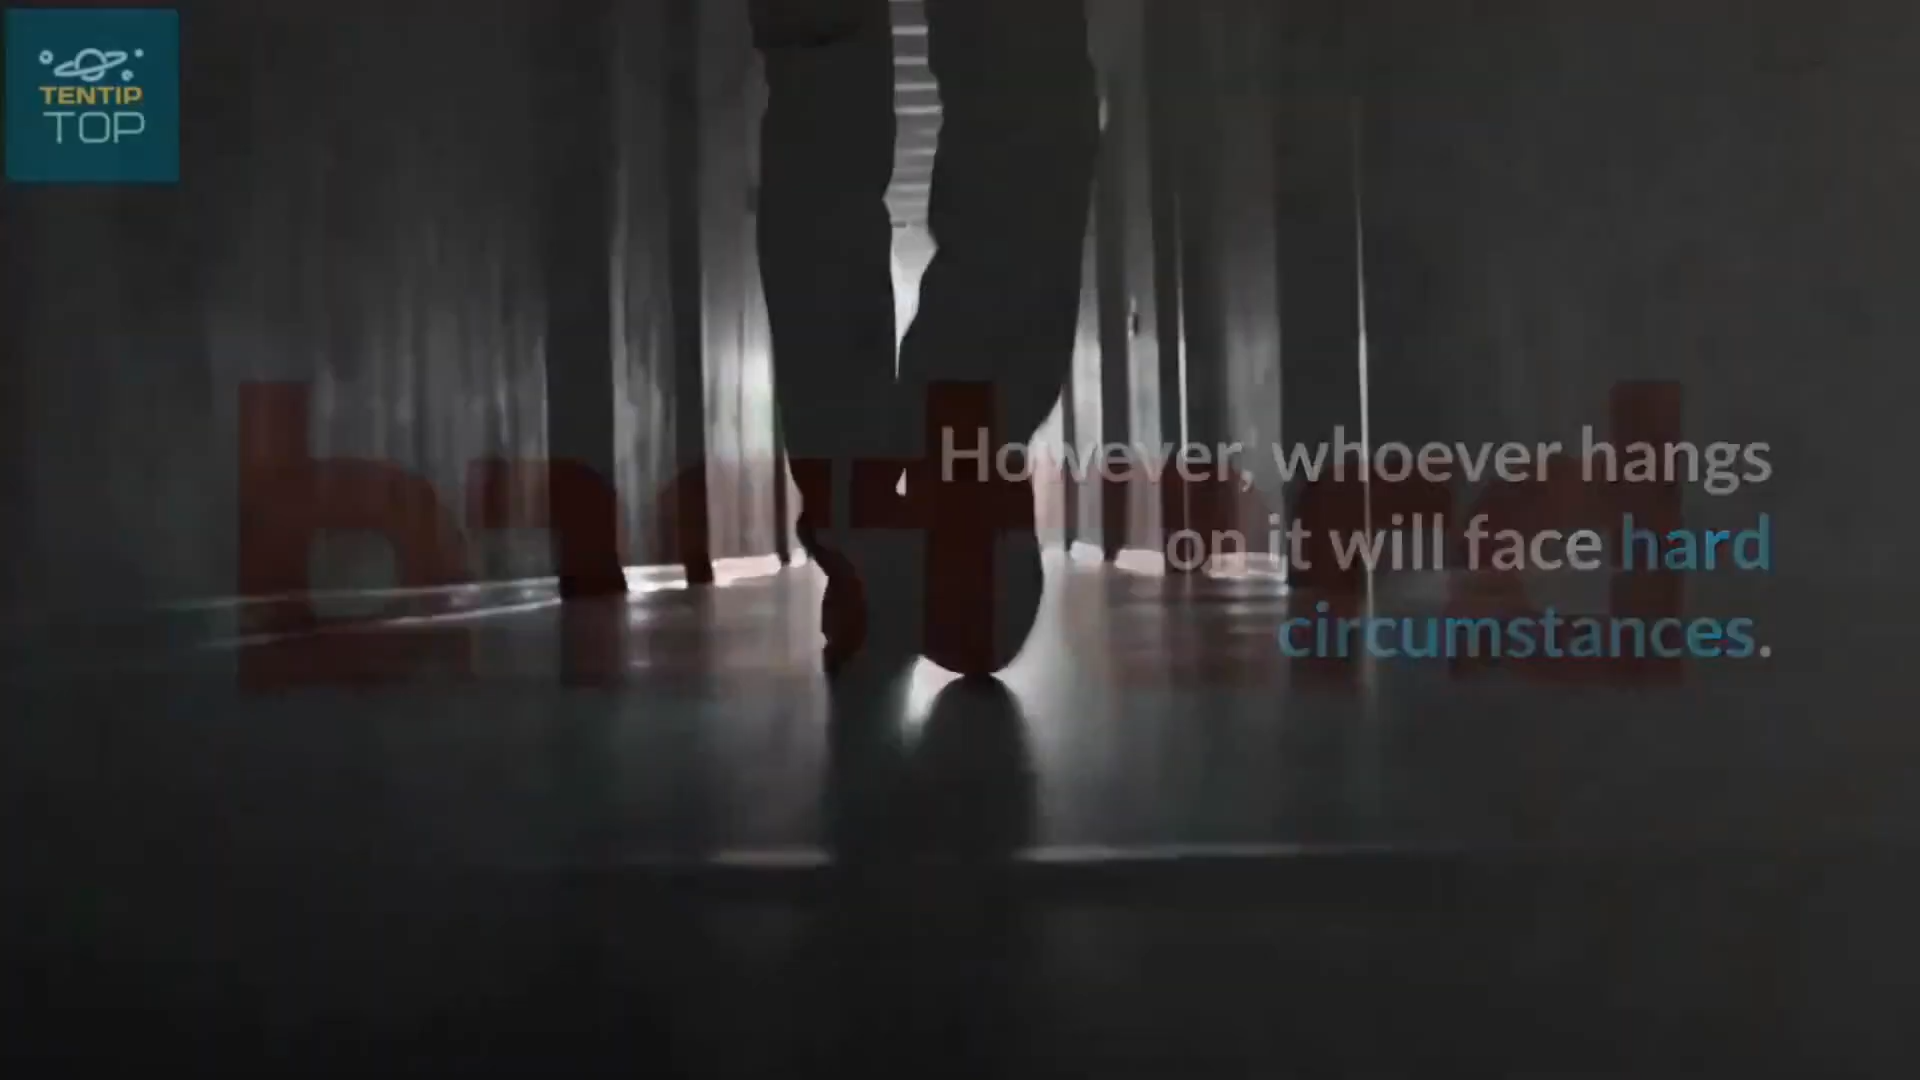 TENTIP
TOP
However, whoever hangs
on it will face hard
circumstances.